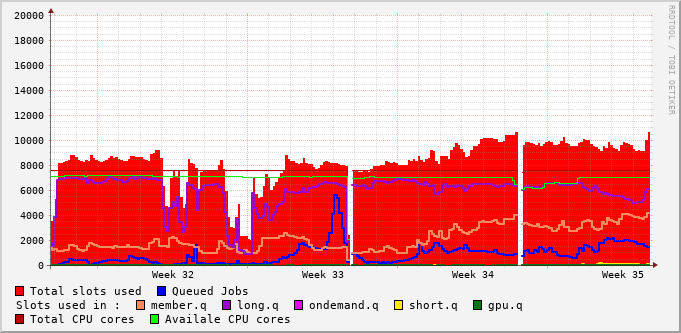 20000
18000
16000
14000
12000
10000
8000
6000
4000
2000
0
Week 32 Week 33 Week 34 Week 35
RRDTOOL / TOBI OETIKER
Total slots used Queued Jobs
Slots used in : member.q long.q ondemand.q short.q gpu.q
Total CPU cores Availale CPU cores